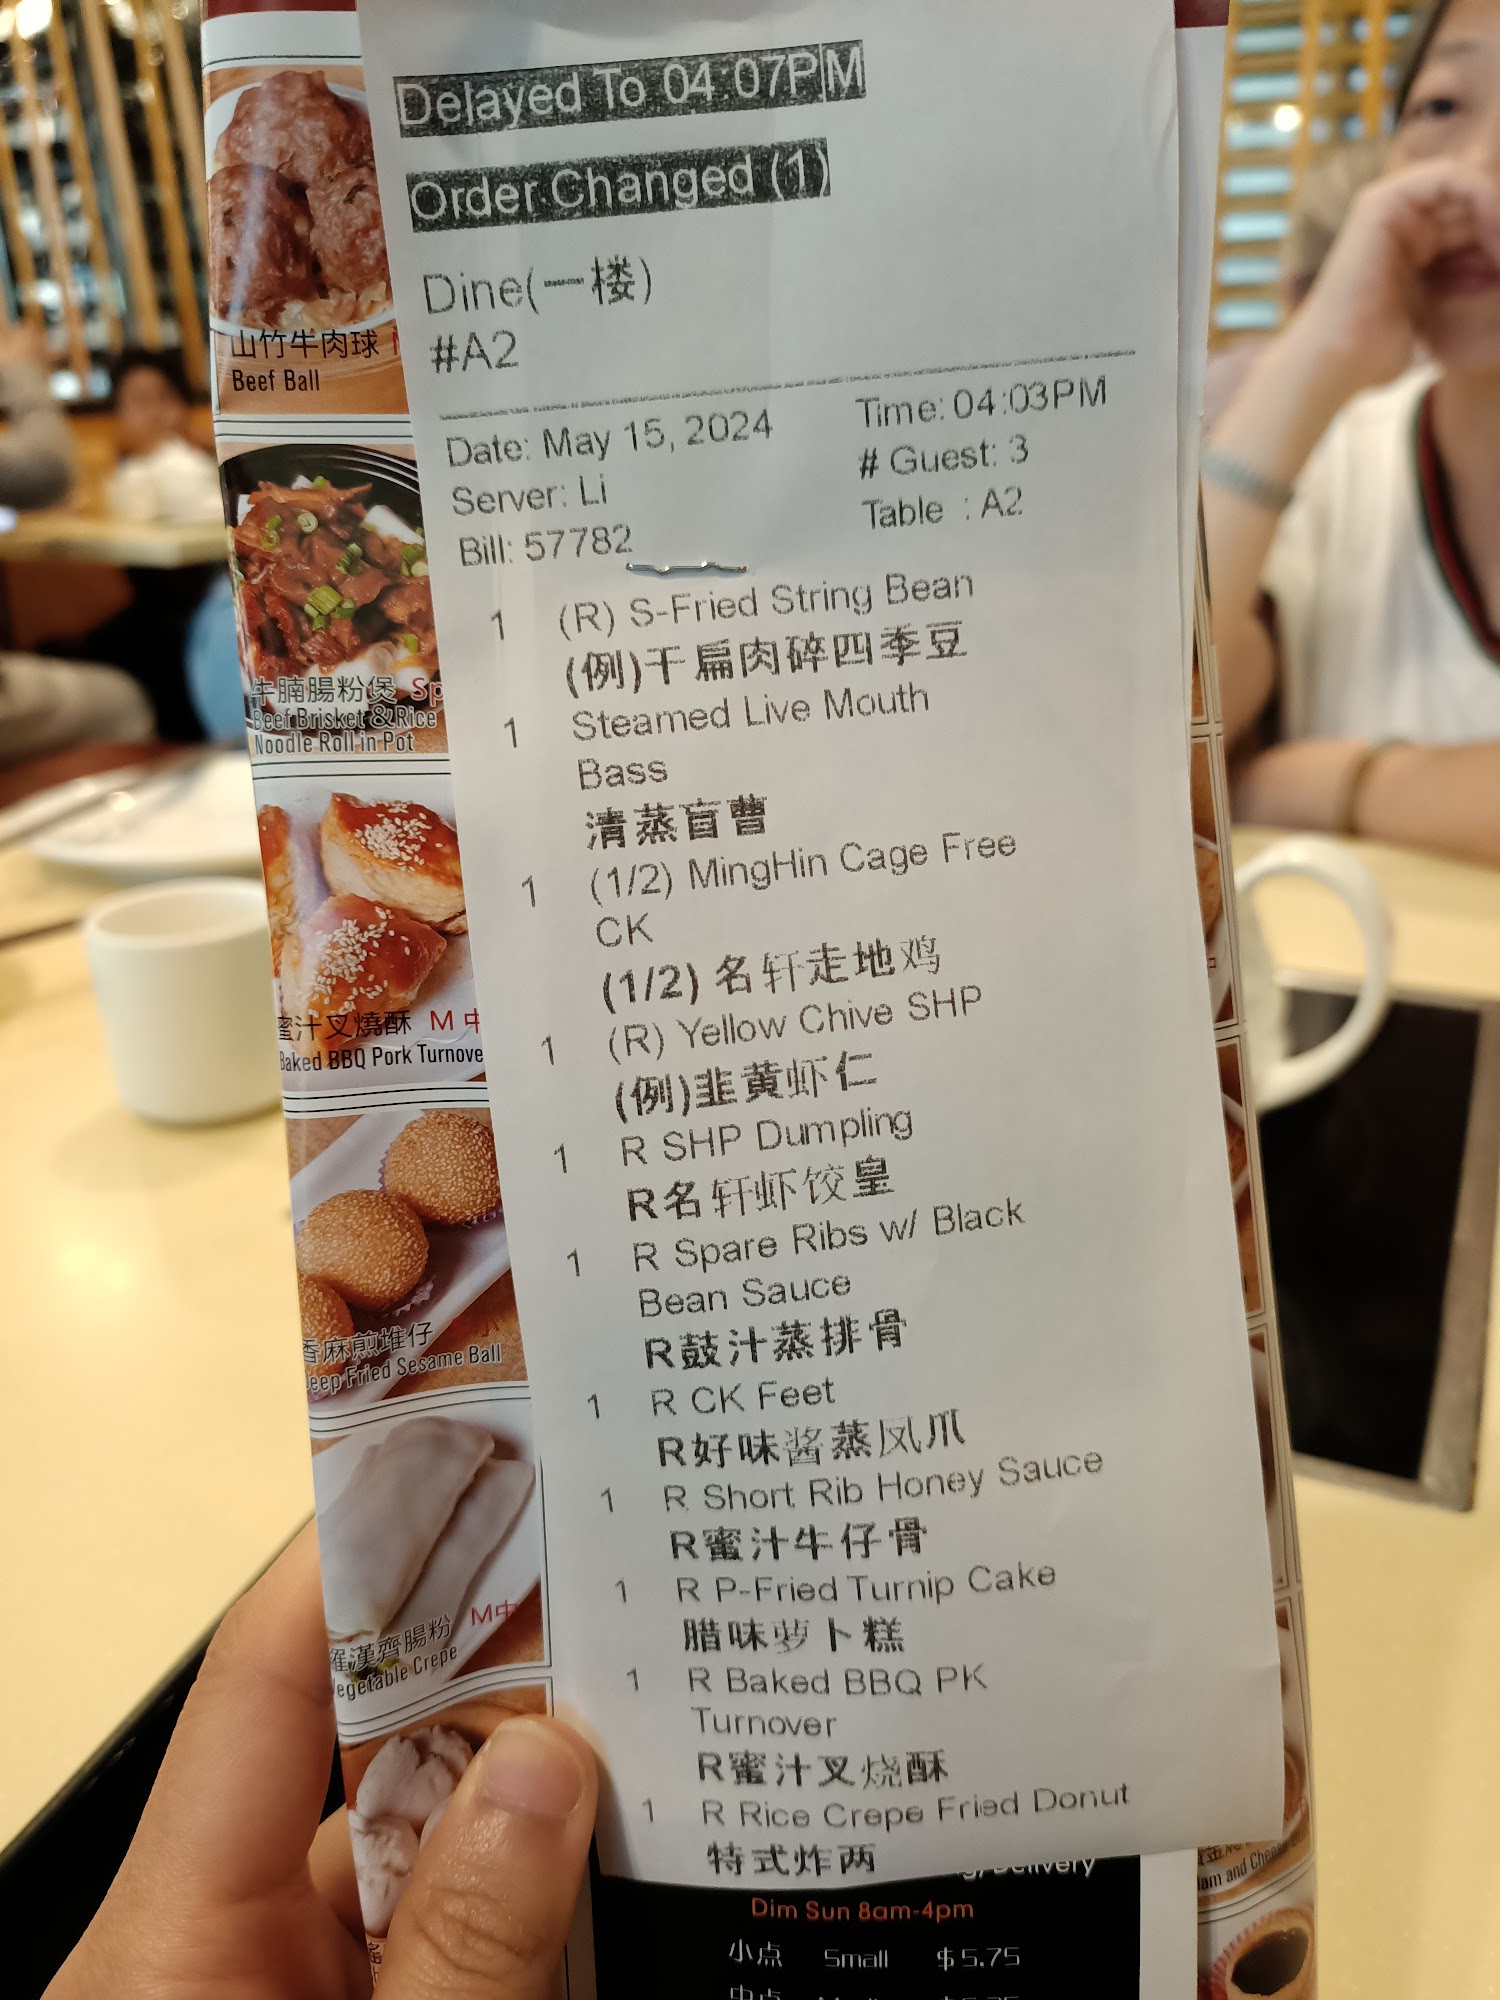 Delayed To 04:07PM
Order Changed (1)
Dine(一楼)
#A2
Date: May 15, 2024
Time: 04:03PM
Server: Li
# Guest: 3
Bill: 57782
Table : A2
1 (R) S-Fried String Bean
(例)干扁肉碎四季豆
1 Steamed Live Mouth
Bass
清蒸盲曹
1 (1/2) MingHin Cage Free
CK
(1/2) 名轩走地鸡
1 (R) Yellow Chive SHP
(例)韭黄虾仁
1 R SHP Dumpling
R名轩虾饺皇
1 R Spare Ribs w/ Black
Bean Sauce
R鼓汁蒸排骨
1 R CK Feet
R好味酱蒸凤爪
1 R Short Rib Honey Sauce
R蜜汁牛仔骨
1 R P-Fried Turnip Cake
腊味萝卜糕
1 R Baked BBQ PK
Turnover
R蜜汁叉烧酥
1 R Rice Crepe Fried Donut
特式炸两
山竹牛肉球
Beef Ball
牛腩腸粉煲 Sp
Beef Brisket & Rice
Noodle Roll in Pot
蜜汁叉燒酥 M 中
Baked BBQ Pork Turnove
香麻煎堆仔
Deep Fried Sesame Ball
羅漢齊腸粉 M中
Vegetable Crepe
Delivery
Dim Sun 8am-4pm
小点 Small $5.75
Ham and Chees